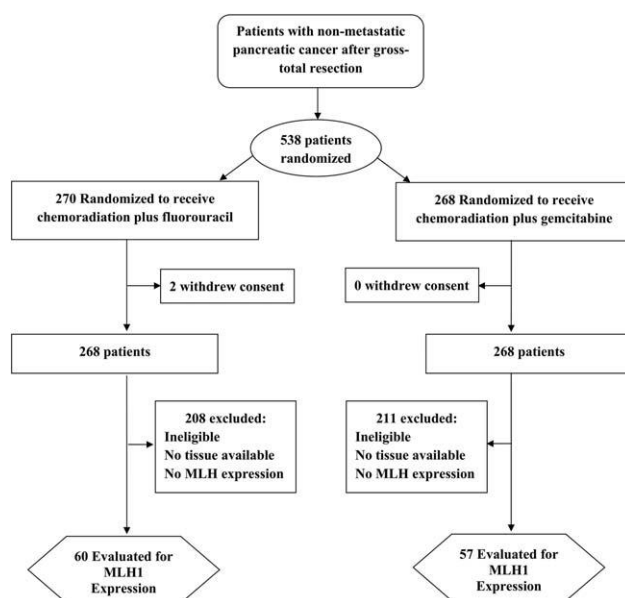 Patients with non-metastatic
pancreatic cancer after gross-
total resection
538 patients
randomized
270 Randomized to receive
chemoradiation plus fluorouracil
268 Randomized to receive
chemoradiation plus gemcitabine
2 withdrew consent
0 withdrew consent
268 patients
268 patients
208 excluded:
Ineligible
No tissue available
No MLH expression
211 excluded:
Ineligible
No tissue available
No MLH expression
60 Evaluated for
MLH1
Expression
57 Evaluated for
MLH1
Expression